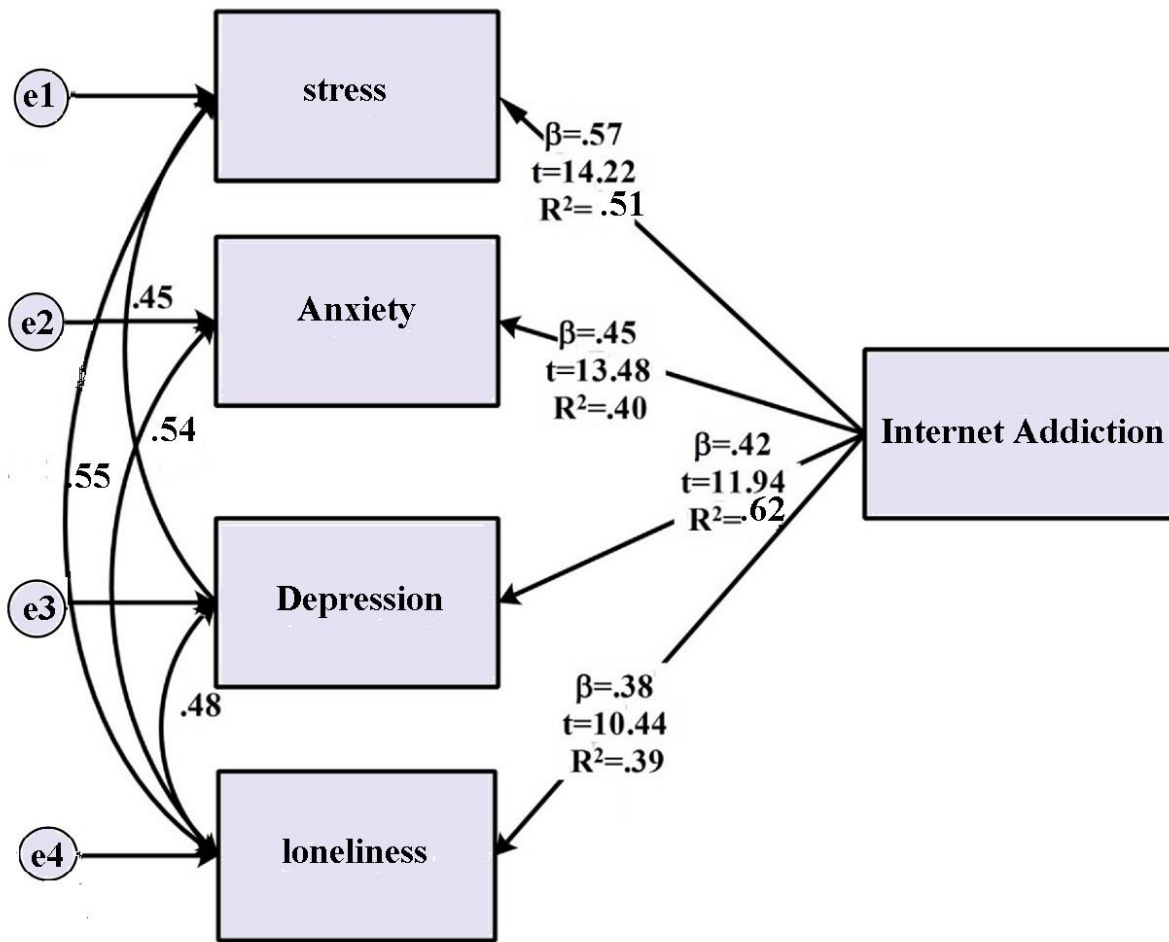 e1
stress
β=.57
t=14.22
R²= .51
.45
e2
Anxiety
β=.45
t=13.48
R²=.40
Internet Addiction
.54
.55
β=.42
t=11.94
R²=.62
e3
Depression
.48
β=.38
t=10.44
R²=.39
e4
loneliness